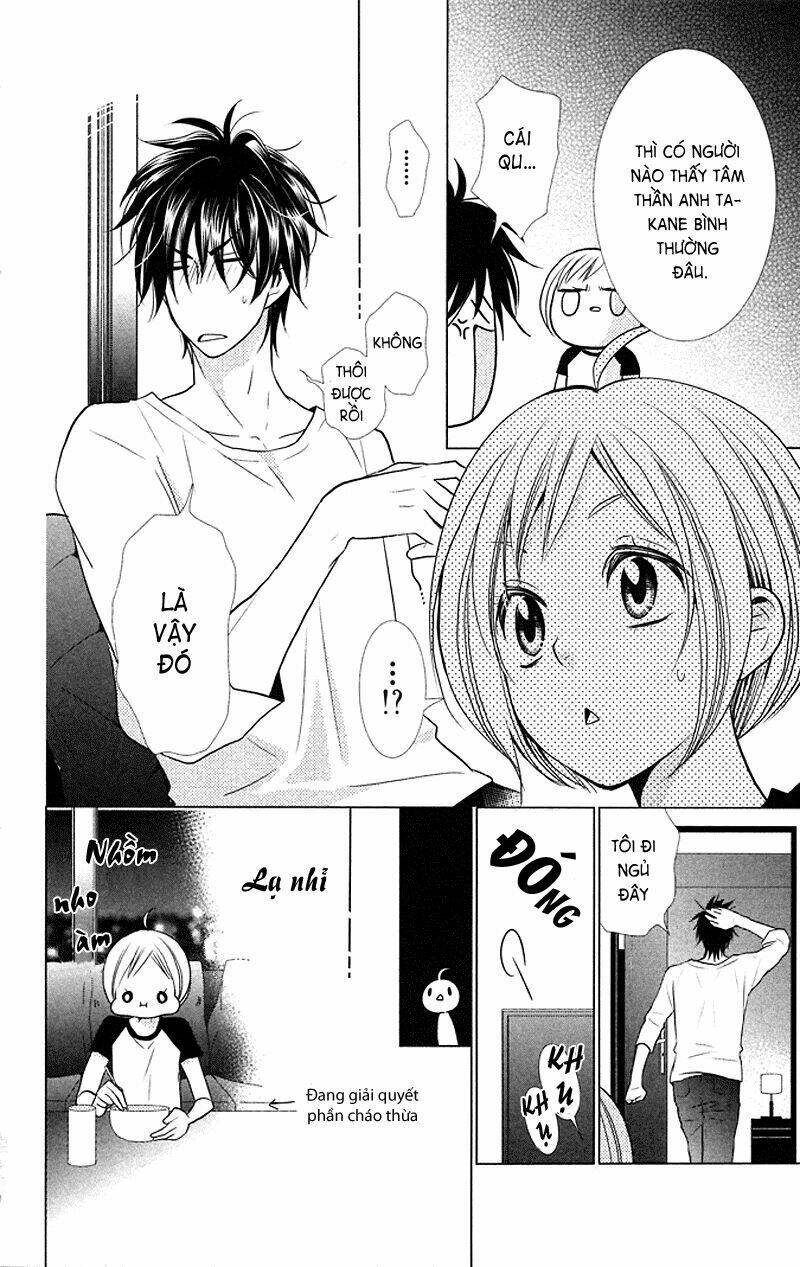 THÌ CÓ NGƯỜI
NÀO THẤY TÂM
THẦN ANH TA-
KANE BÌNH
THƯỜNG
ĐÂU.
CÁI
QU...
...
KHÔNG
THÔI
ĐƯỢC
RỒI
...
!?
LÀ
VẬY
ĐÓ
TÔI ĐI
NGỦ
ĐÂY
ĐÓNG
KHỤ
KHỤ
Lạ nhỉ
Nhồm
nho
àm
Đang giải quyết
phần cháo thừa